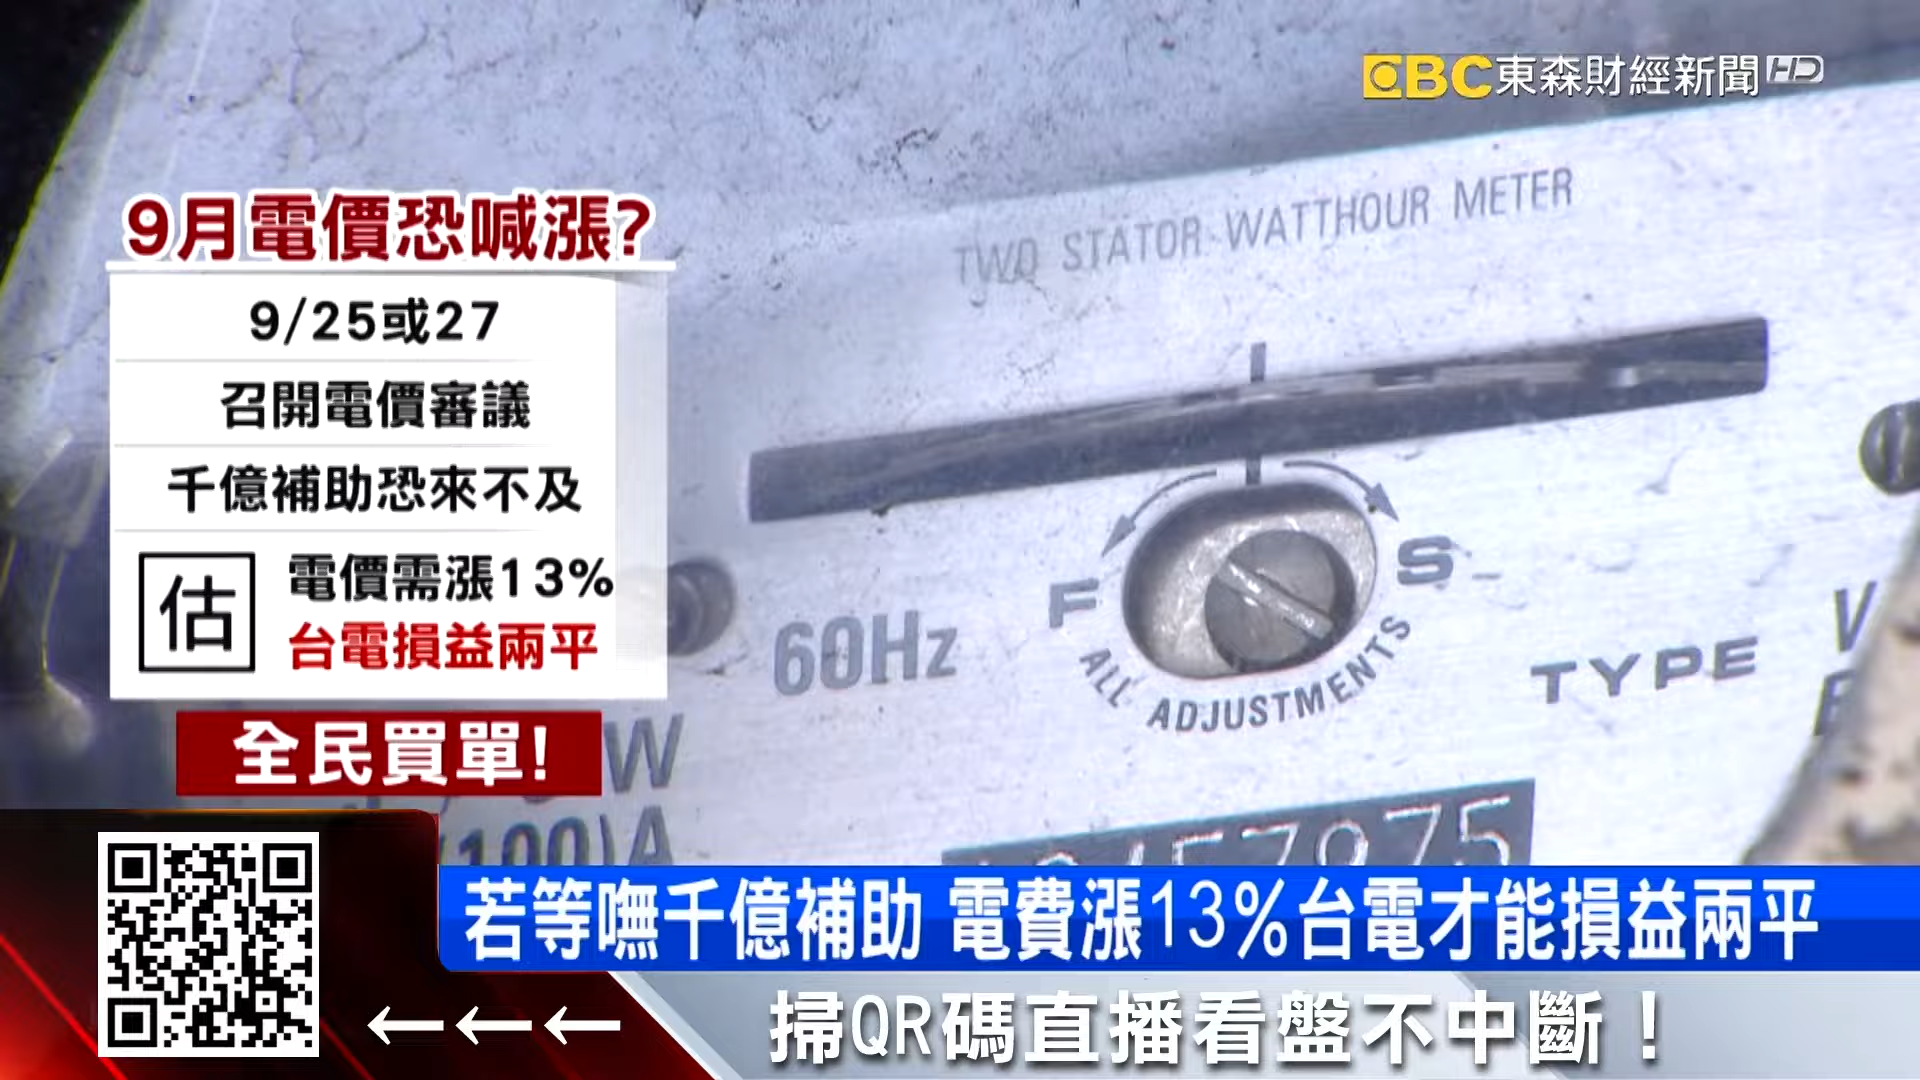 EBC東森財經新聞HD
9月電價恐喊漲?
9/25或27
召開電價審議
千億補助恐來不及
估
電價需漲13%
台電損益兩平
全民買單!
TWO STATOR WATTHOUR METER
F
S
60Hz
ALL ADJUSTMENTS
TYPE
W
(100)A
若等嘸千億補助 電費漲13%台電才能損益兩平
←←←
掃QR碼直播看盤不中斷!